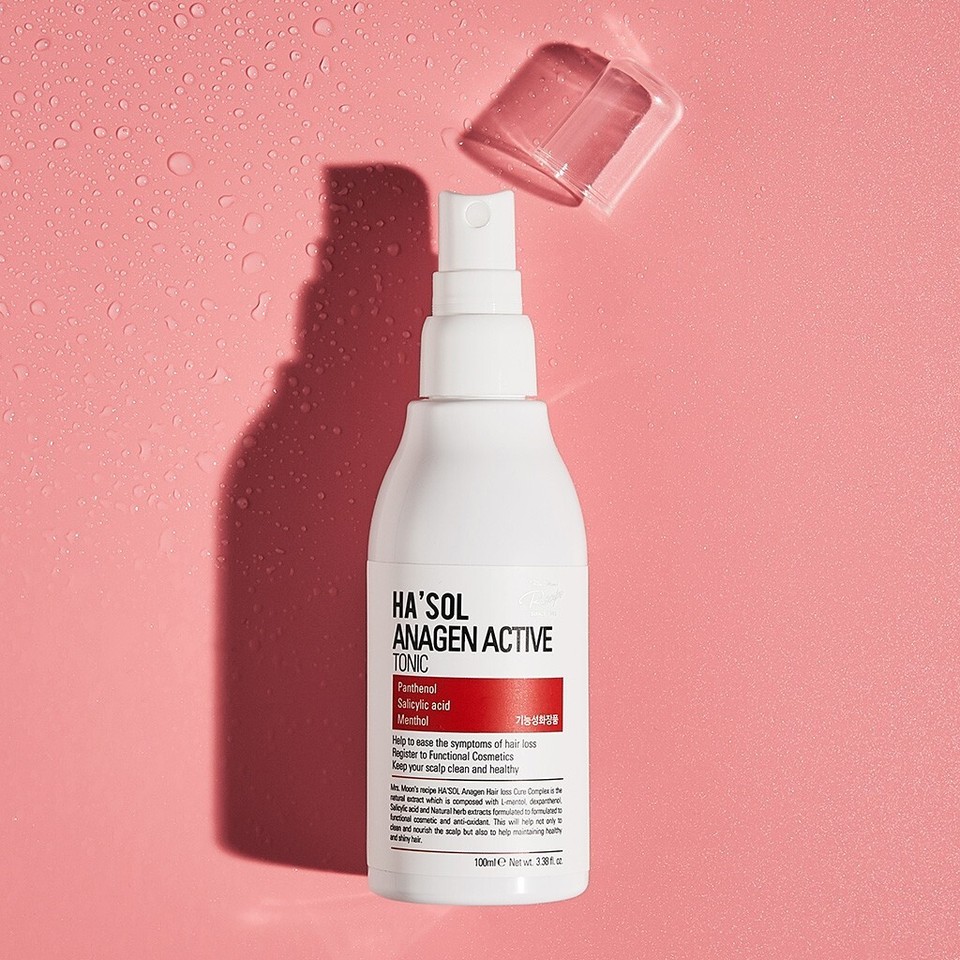 HA'SOL
ANAGEN ACTIVE
TONIC
Panthenol
Salicylic acid
Menthol 기능성화장품
Help to ease the symptoms of hair loss
Register to Functional Cosmetics
Keep your scalp clean and healthy
Mrs. Moon's recipe HA'SOL Anagen Hair loss Cure Complex is the
natural extract which is composed with L-mentol, dexpanthenol,
Salicylic acid and Natural herb extracts formulated to formulated to
functional cosmetic and anti-oxidant. This will help not only to
clean and nourish the scalp but also to help maintaining healthy
and shiny hair.
100ml ℮ Net wt. 3.38 fl. oz.